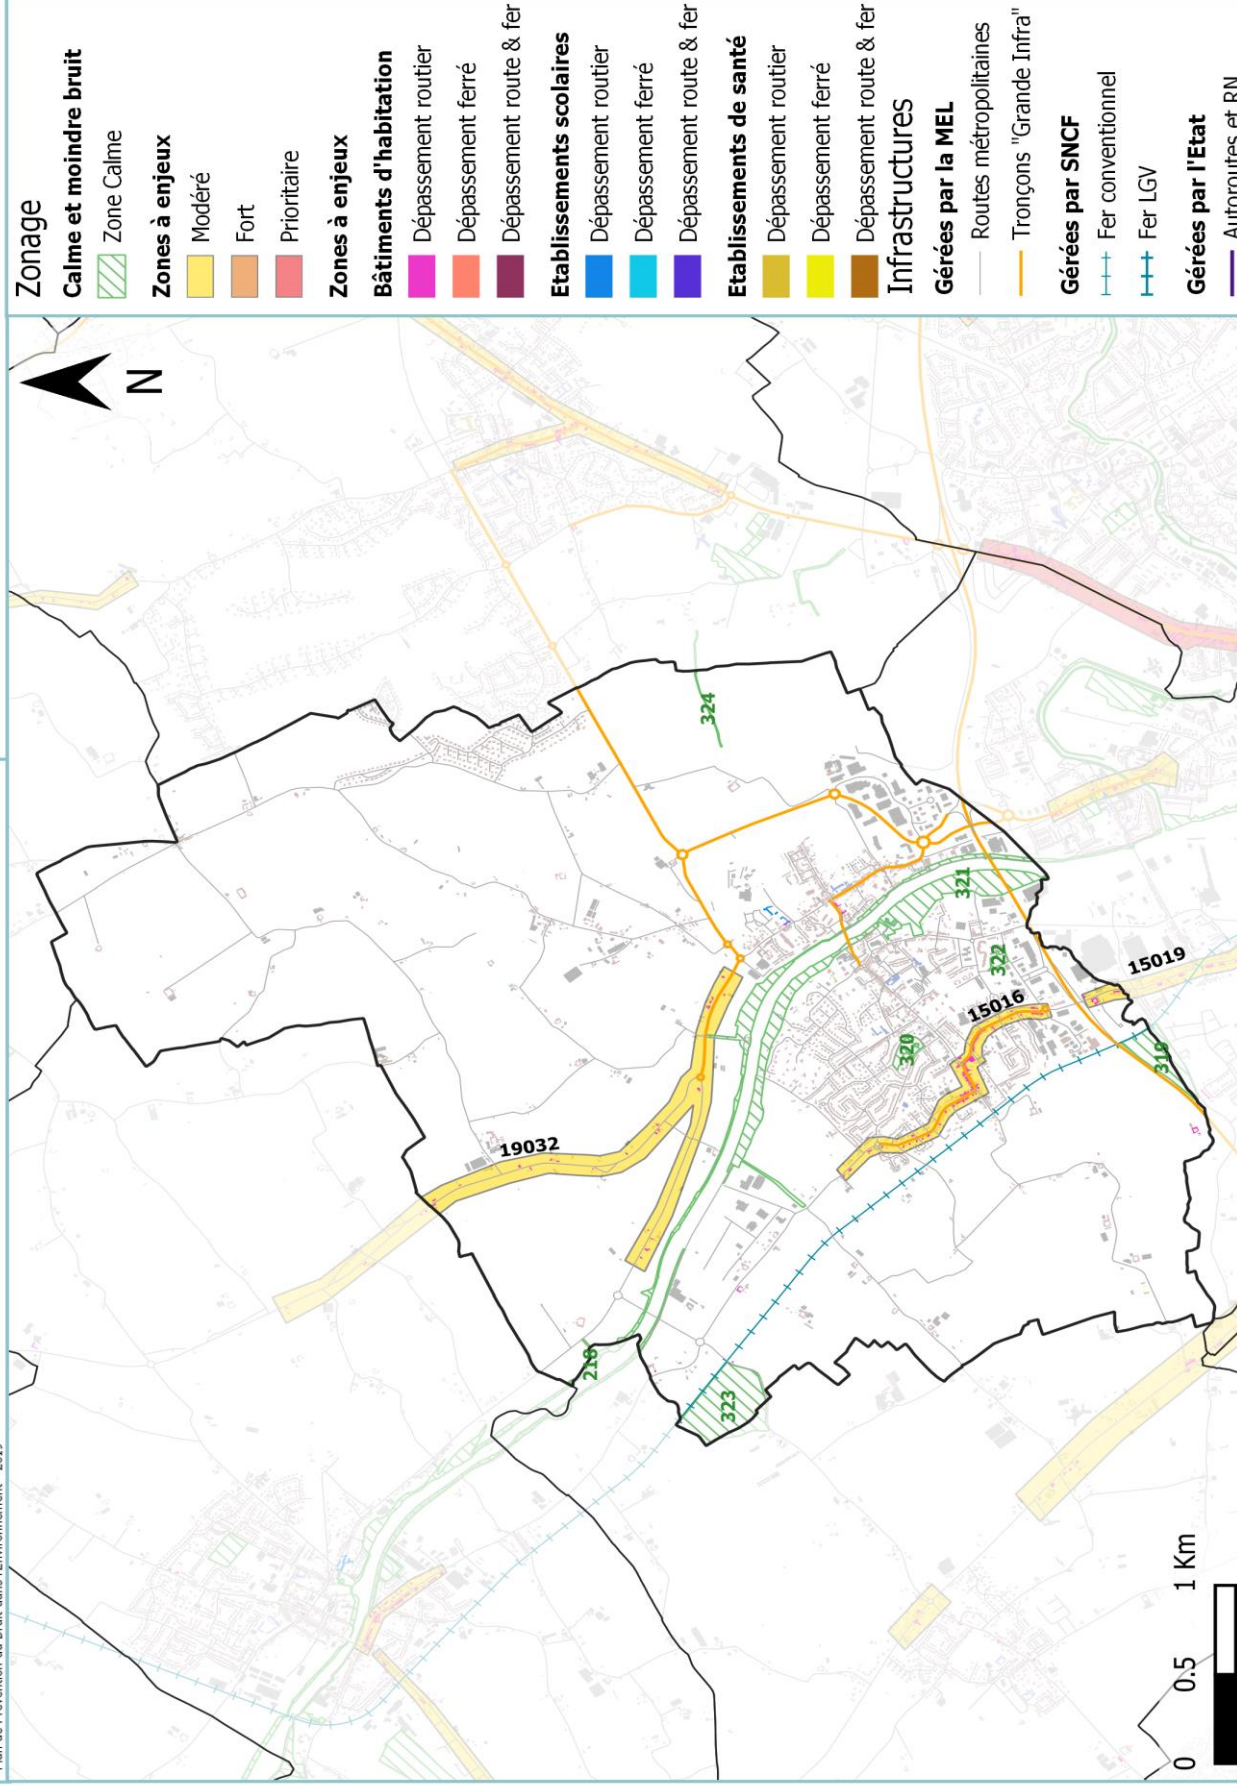 Zonage
Calme et moindre bruit
Zone Calme
Zones à enjeux
Modéré
Fort
Prioritaire
Zones à enjeux
Bâtiments d'habitation
Dépassement routier
Dépassement ferré
Dépassement route & fer
Etablissements scolaires
Dépassement routier
Dépassement ferré
Dépassement route & fer
Etablissements de santé
Dépassement routier
Dépassement ferré
Dépassement route & fer
Infrastructures
Gérées par la MEL
Routes métropolitaines
Tronçons "Grande Infra"
Gérées par SNCF
Fer conventionnel
Fer LGV
Gérées par l'Etat
Autoroutes et RN
N
324
321
322
15019
15016
320
319
19032
218
323
0 0.5 1 Km